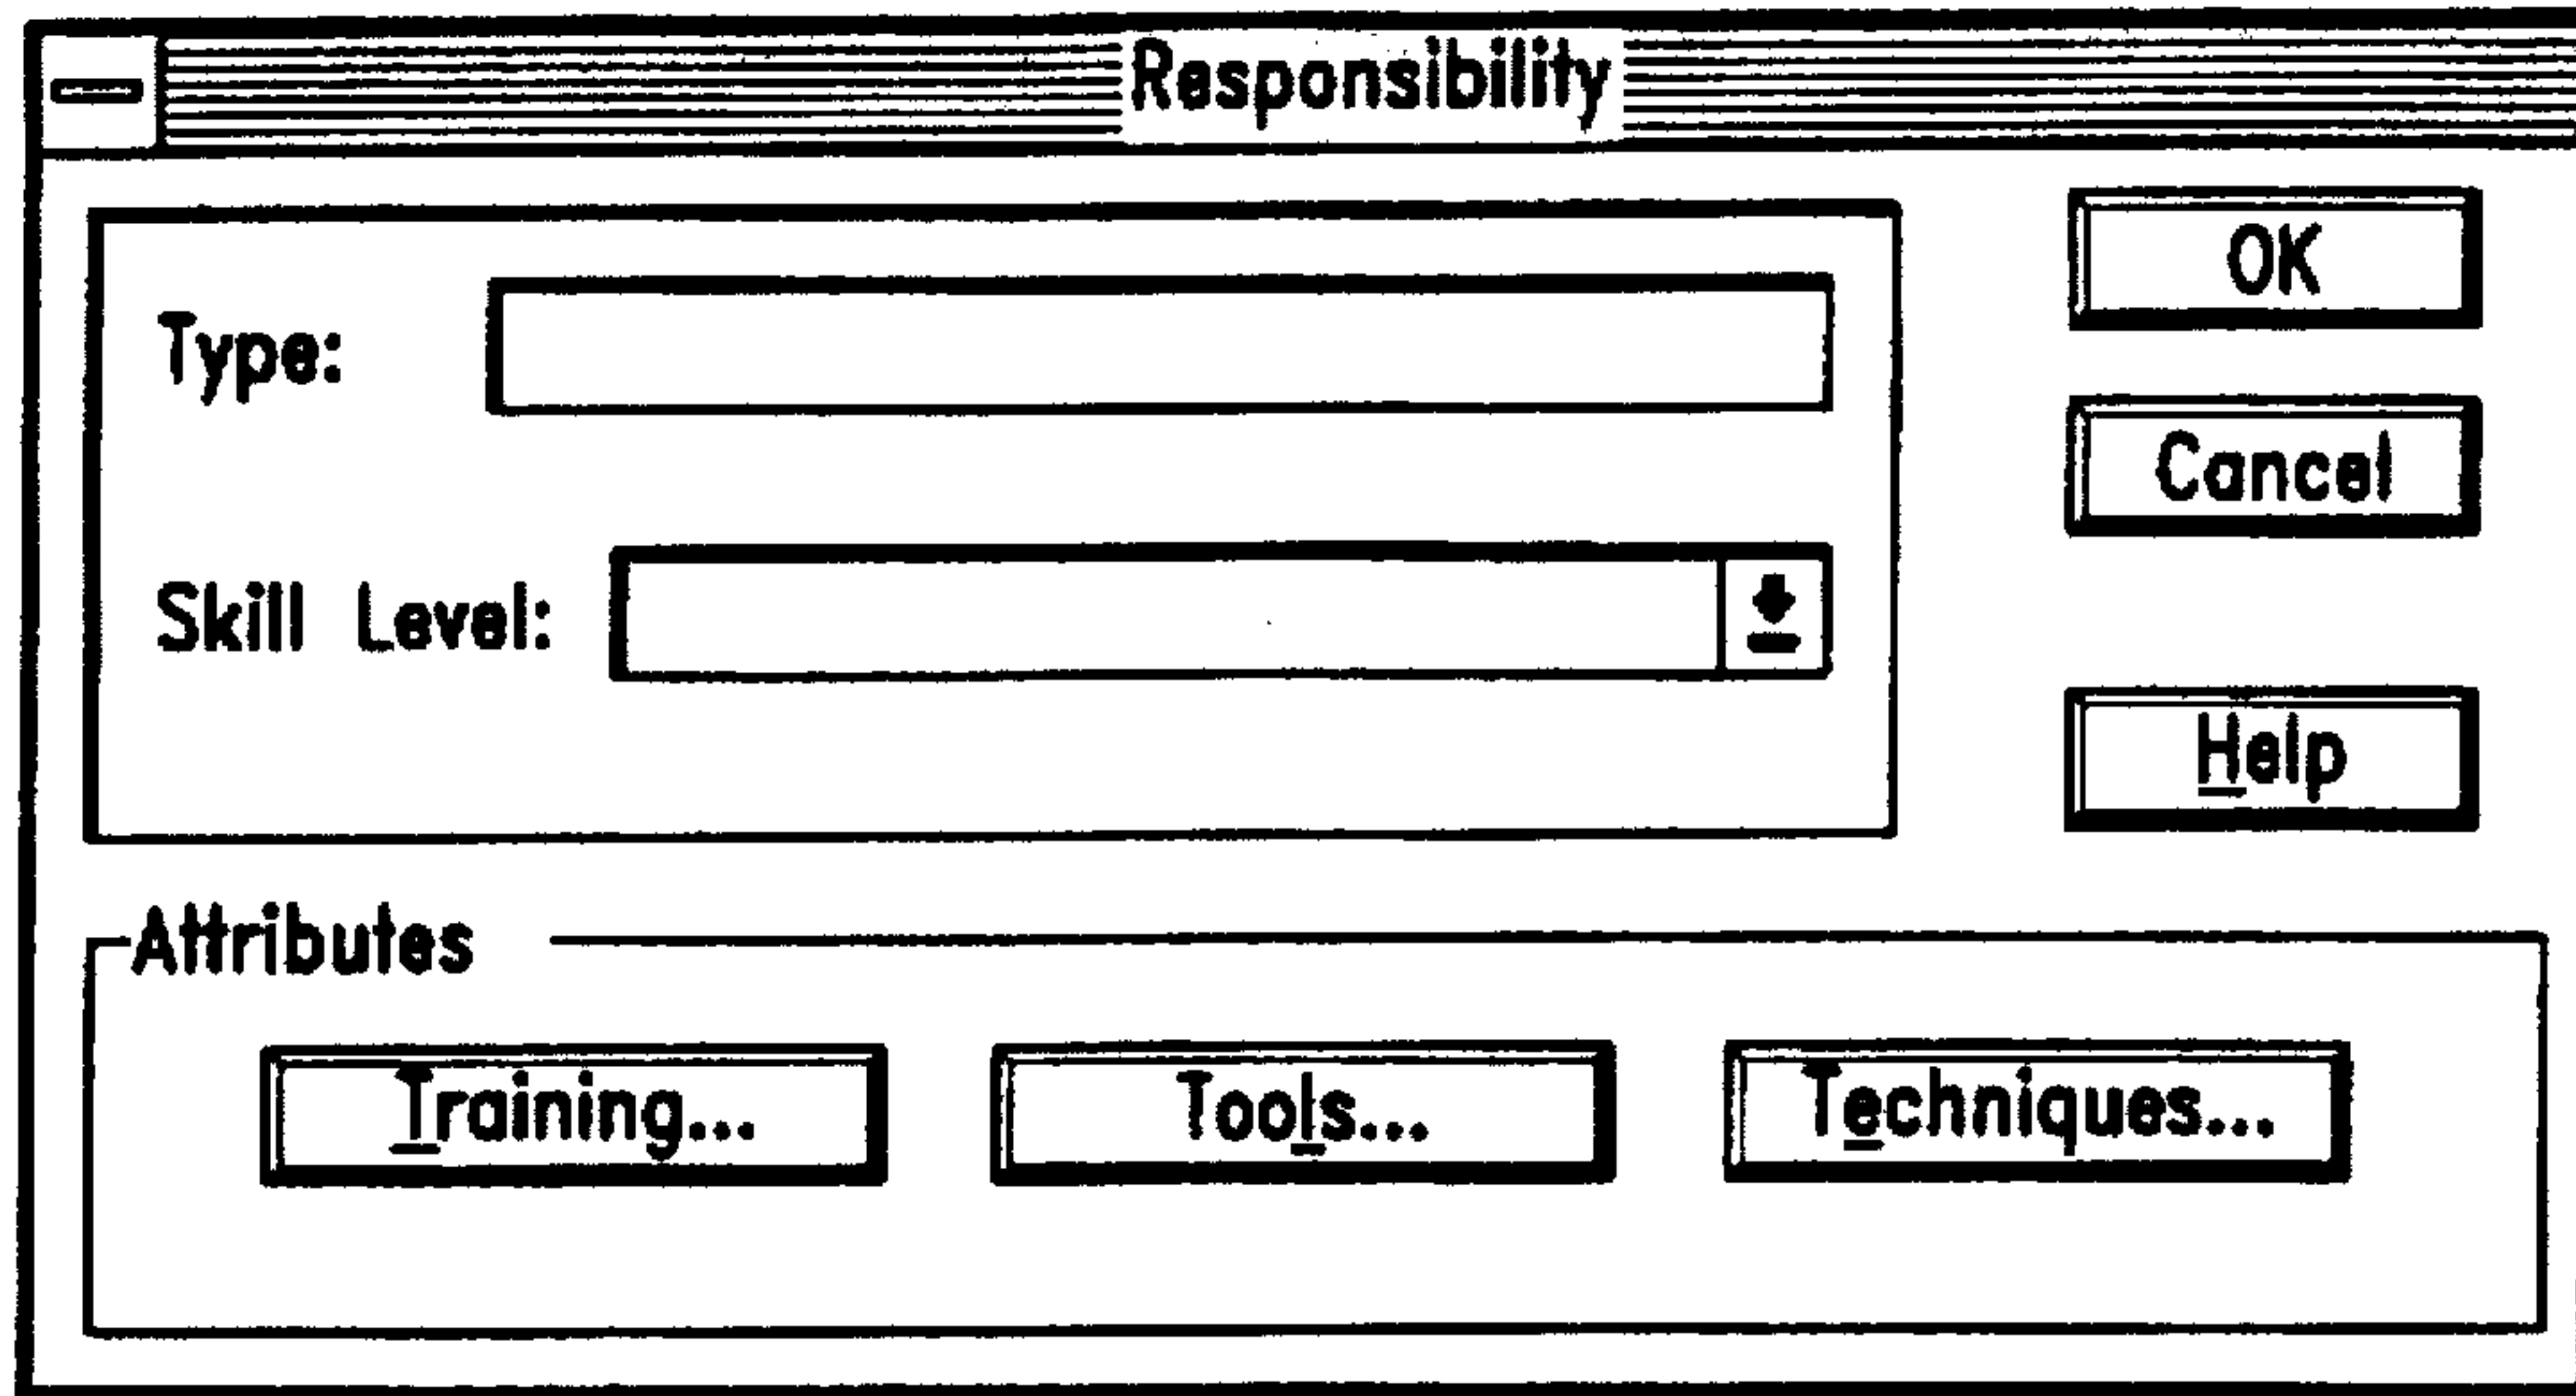 Responsibility
Type:
OK
Cancel
Skill Level:
Help
Attributes
Training...
Tools...
Techniques...